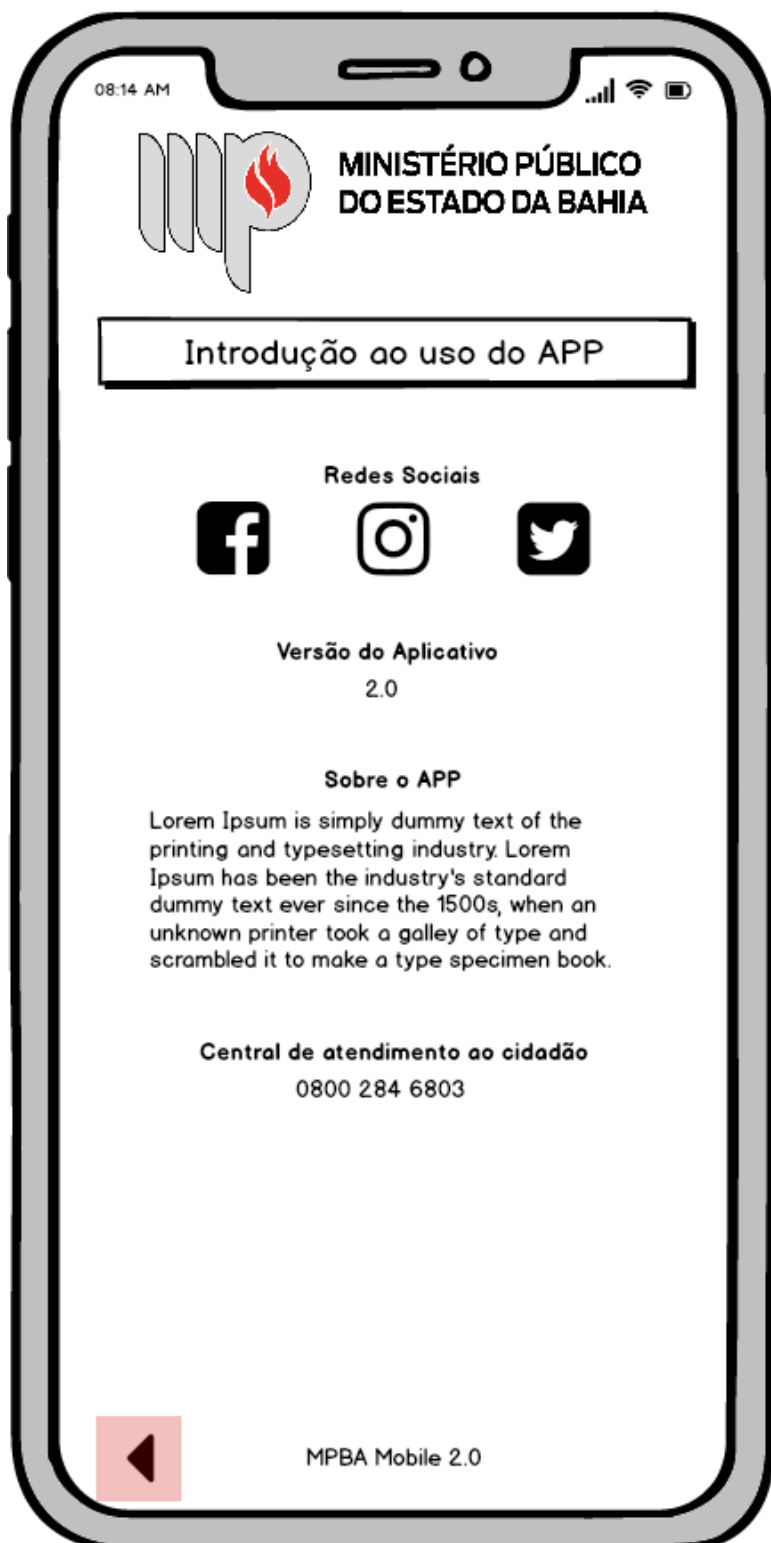 08:14 AM
mp
MINISTÉRIO PÚBLICO
DO ESTADO DA BAHIA
Introdução ao uso do APP
Redes Sociais
Versão do Aplicativo
2.0
Sobre o APP
Lorem Ipsum is simply dummy text of the
printing and typesetting industry. Lorem
Ipsum has been the industry's standard
dummy text ever since the 1500s, when an
unknown printer took a galley of type and
scrambled it to make a type specimen book.
Central de atendimento ao cidadão
0800 284 6803
MPBA Mobile 2.0